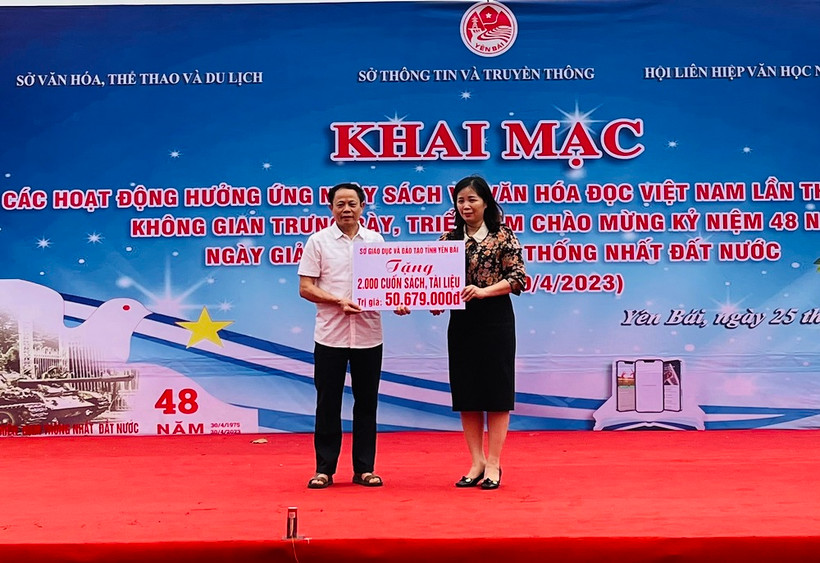 YÊN BÁI
SỞ VĂN HÓA, THỂ THAO VÀ DU LỊCH
SỞ THÔNG TIN VÀ TRUYỀN THÔNG
HỘI LIÊN HIỆP VĂN HỌC N
KHAI MẠC
CÁC HOẠT ĐỘNG HƯỞNG ỨNG SÁCH VĂN HÓA ĐỌC VIỆT NAM LẦN TH
KHÔNG GIAN TRƯNG BÀY, CHÀO MỪNG KỶ NIỆM 48 N
NGÀY GIẢ THỐNG NHẤT ĐẤT NƯỚC
0/4/2023)
Yên Bái, ngày 25 th
SỞ GIÁO DỤC VÀ ĐÀO TẠO TỈNH YÊN BÁI
Tặng
2.000 CUỐN SÁCH, TÀI LIỆU
Trị giá: 50.679.000đ
48
NĂM
30/4/1975
30/4/2023
THỐNG NHẤT ĐẤT NƯỚC